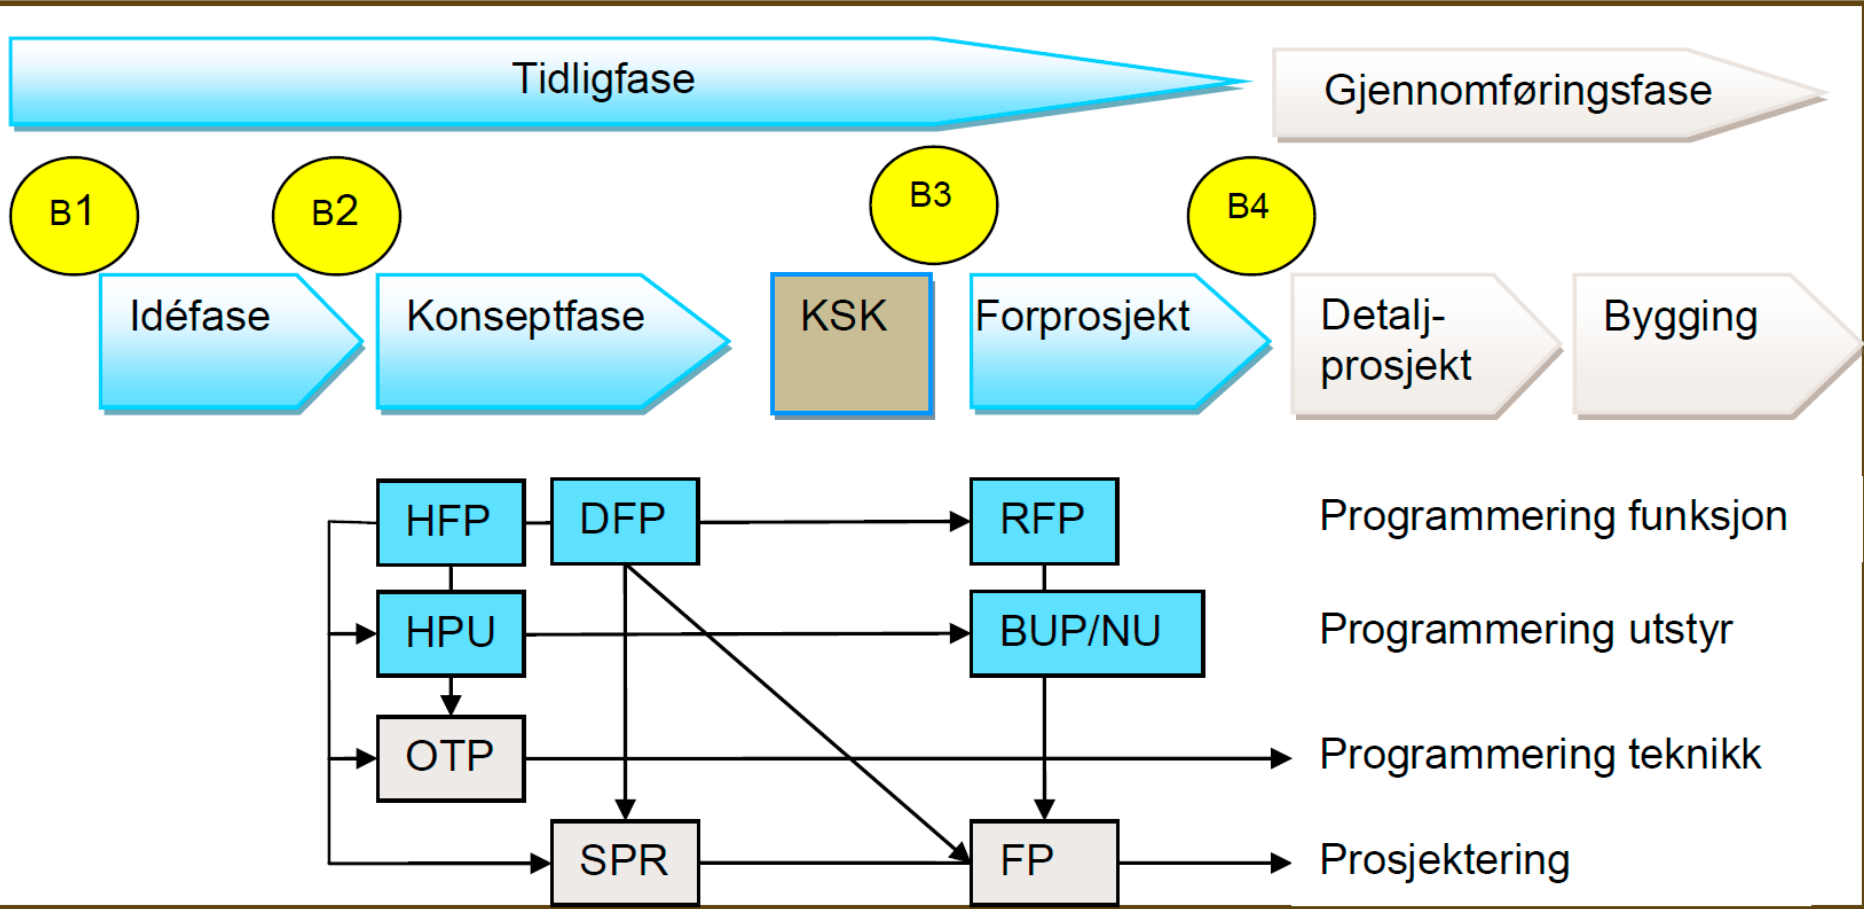 Tidligfase
Gjennomføringsfase
B1
B2
B3
B4
Idéfase
Konseptfase
KSK
Forprosjekt
Detalj-
prosjekt
Bygging
HFP
DFP
RFP
Programmering funksjon
HPU
BUP/NU
Programmering utstyr
OTP
Programmering teknikk
SPR
FP
Prosjektering